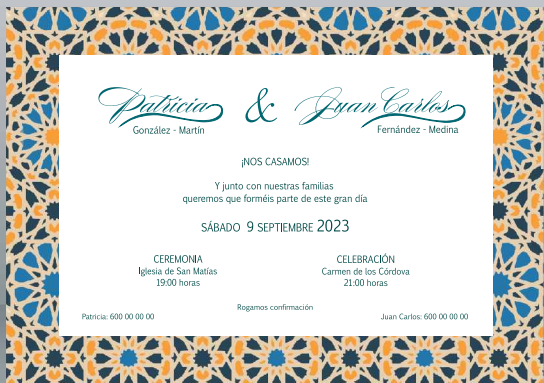 Patricia & Juan Carlos
González - Martín Fernández - Medina
¡NOS CASAMOS!
Y junto con nuestras familias
queremos que forméis parte de este gran día
SÁBADO 9 SEPTIEMBRE 2023
CEREMONIA
Iglesia de San Matías
19:00 horas
CELEBRACIÓN
Carmen de los Córdova
21:00 horas
Rogamos confirmación
Patricia: 600 00 00 00
Juan Carlos: 600 00 00 00